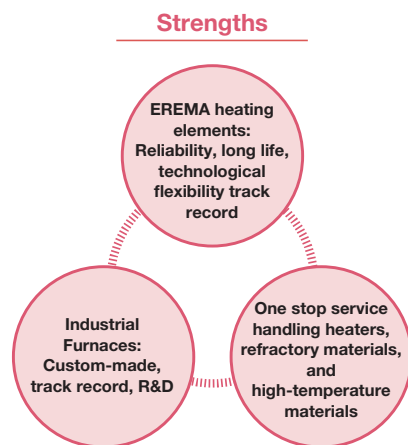 Strengths
EREMA heating
elements:
Reliability, long life,
technological
flexibility track
record
Industrial
Furnaces:
Custom-made,
track record, R&D
One stop service
handling heaters,
refractory materials,
and
high-temperature
materials